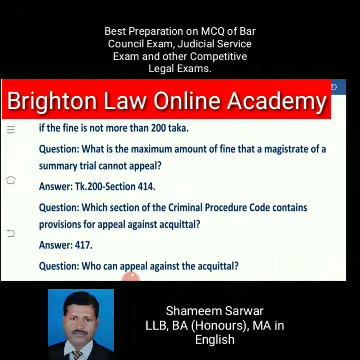 Best Preparation on MCQ of Bar
Council Exam, Judicial Service
Exam and other Competitive
Legal Exams.
Brighton Law Online Academy
if the fine is not more than 200 taka.
Question: What is the maximum amount of fine that a magistrate of a
summary trial cannot appeal?
Answer: Tk.200-Section 414.
Question: Which section of the Criminal Procedure Code contains
provisions for appeal against acquittal?
Answer: 417.
Question: Who can appeal against the acquittal?
Shameem Sarwar
LLB, BA (Honours), MA in
English